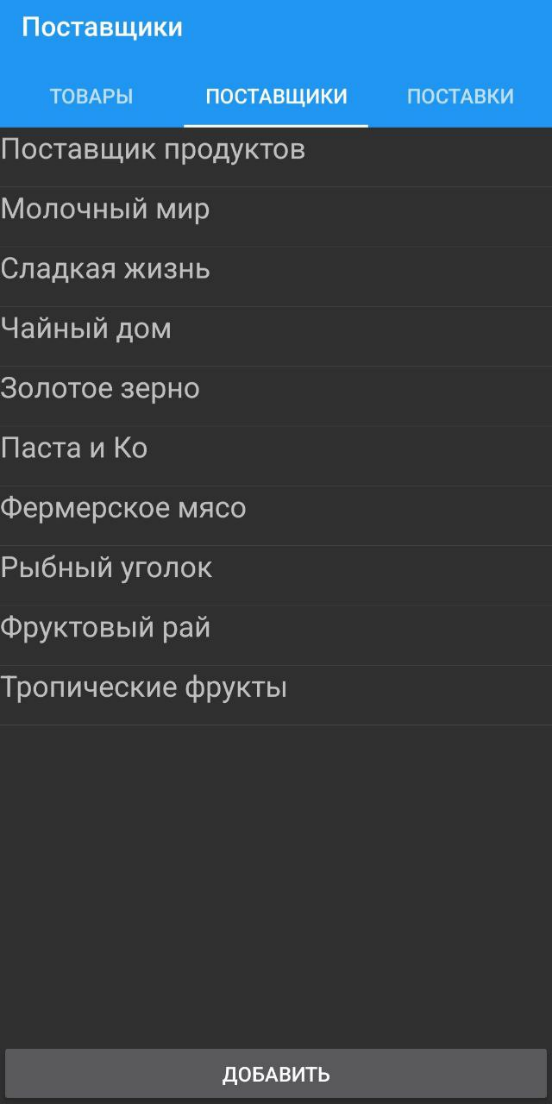 Поставщики
ТОВАРЫ ПОСТАВЩИКИ ПОСТАВКИ
Поставщик продуктов
Молочный мир
Сладкая жизнь
Чайный дом
Золотое зерно
Паста и Ко
Фермерское мясо
Рыбный уголок
Фруктовый рай
Тропические фрукты
ДОБАВИТЬ